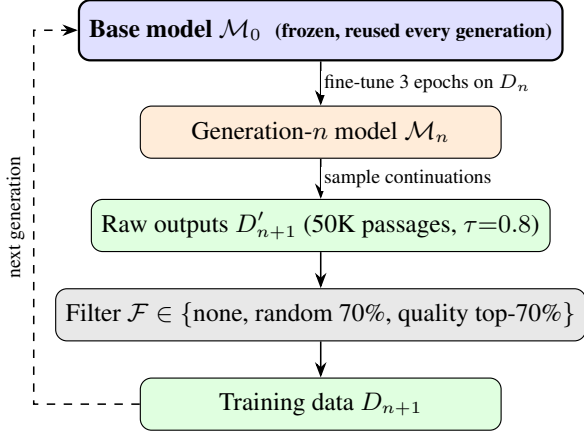 Base model M₀ (frozen, reused every generation)
fine-tune 3 epochs on Dₙ
Generation-n model Mₙ
sample continuations
Raw outputs D′ₙ₊₁ (50K passages, τ=0.8)
Filter F ∈ {none, random 70%, quality top-70%}
Training data Dₙ₊₁
next generation